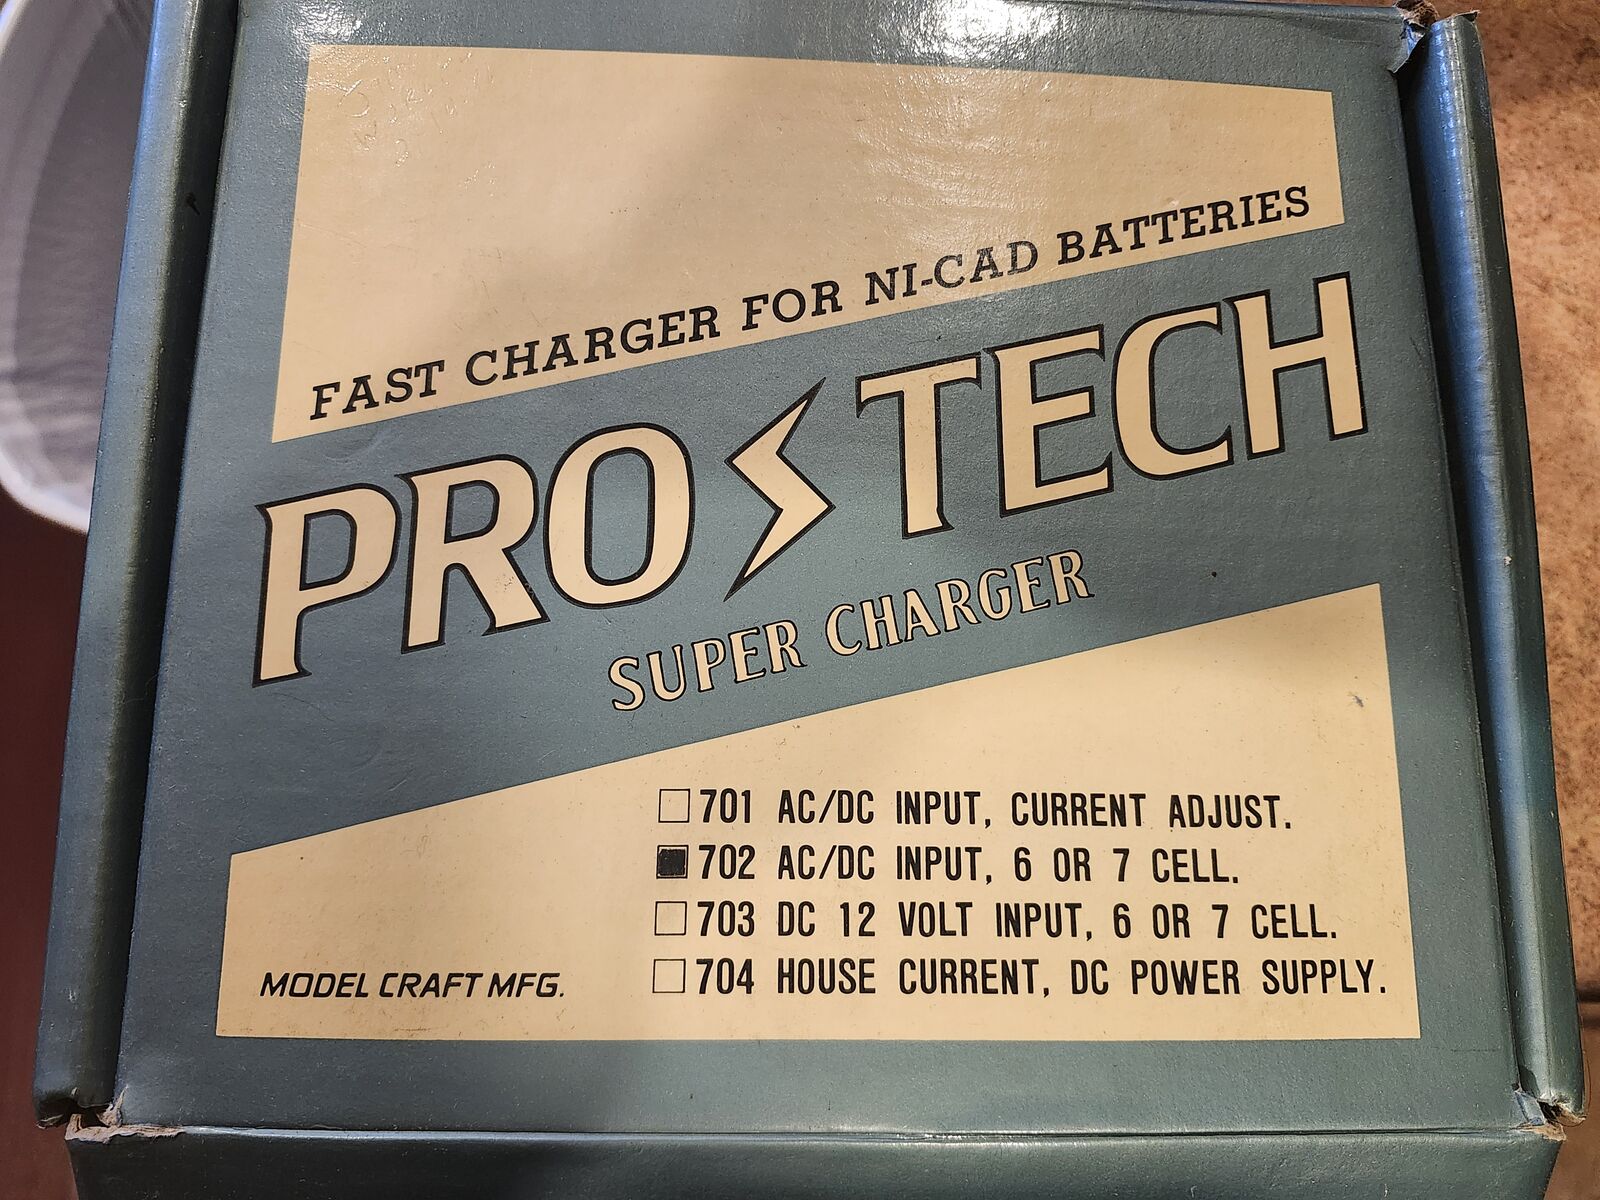 FAST CHARGER FOR NI-CAD BATTERIES
PRO TECH
SUPER CHARGER
701 AC/DC INPUT, CURRENT ADJUST.
702 AC/DC INPUT, 6 OR 7 CELL.
703 DC 12 VOLT INPUT, 6 OR 7 CELL.
704 HOUSE CURRENT, DC POWER SUPPLY.
MODEL CRAFT MFG.